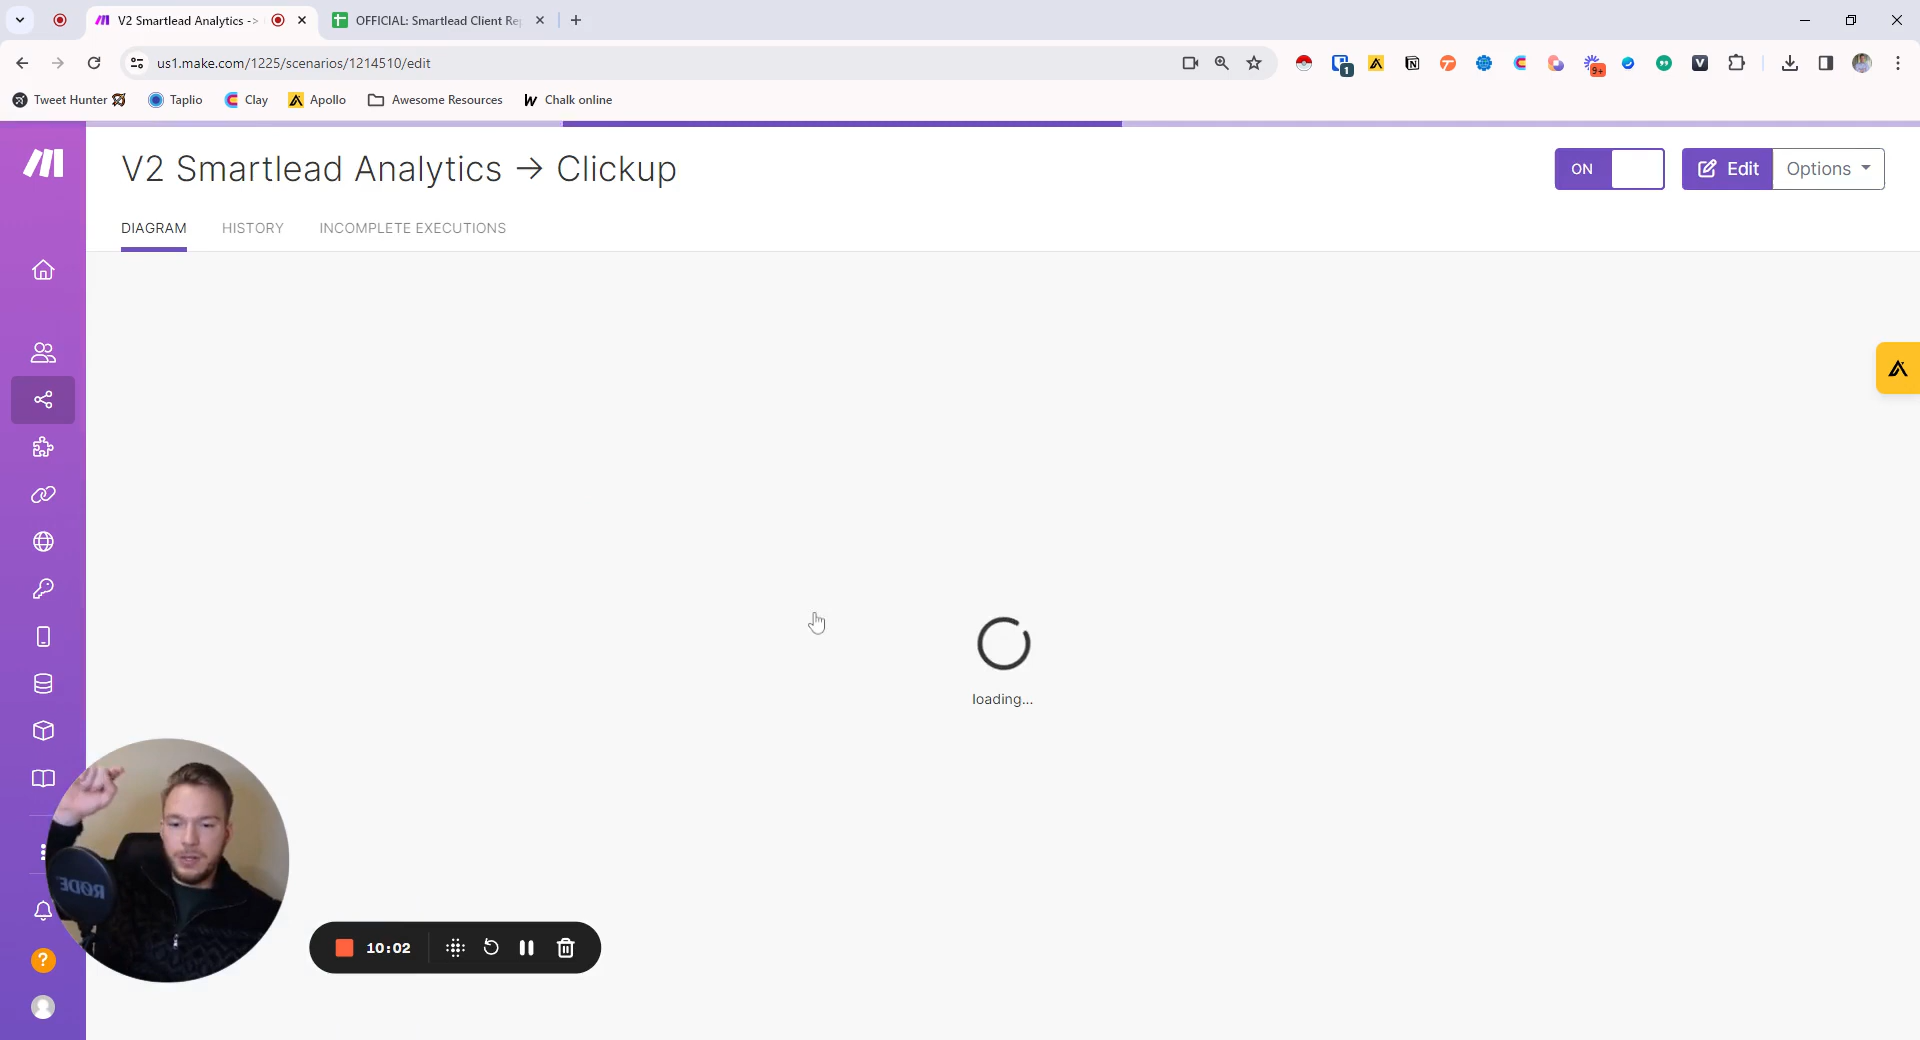 V2 Smartlead Analytics ->
OFFICIAL: Smartlead Client Re
us1.make.com/1225/scenarios/1214510/edit
1
9+
Tweet Hunter
Taplio
Clay
Apollo
Awesome Resources
Chalk online
V2 Smartlead Analytics → Clickup
ON
Edit
Options
DIAGRAM
HISTORY
INCOMPLETE EXECUTIONS
loading...
RØDE
10:02
?